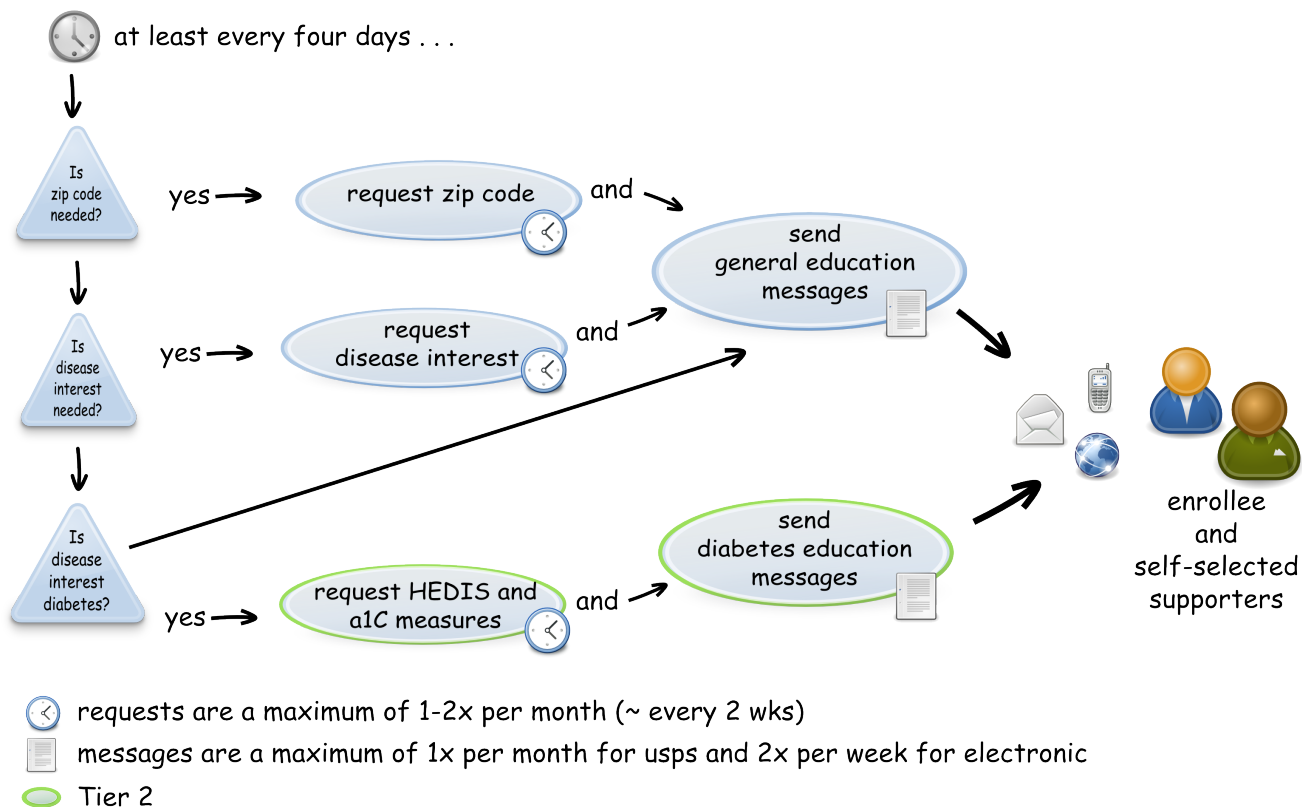 at least every four days . . .
Is
zip code
needed?
yes
request zip code
and
send
general education
messages
Is
disease
interest
needed?
yes
request
disease interest
and
Is
disease
interest
diabetes?
yes
request HEDIS and
a1C measures
and
send
diabetes education
messages
enrollee
and
self-selected
supporters
requests are a maximum of 1-2x per month (~ every 2 wks)
messages are a maximum of 1x per month for usps and 2x per week for electronic
Tier 2